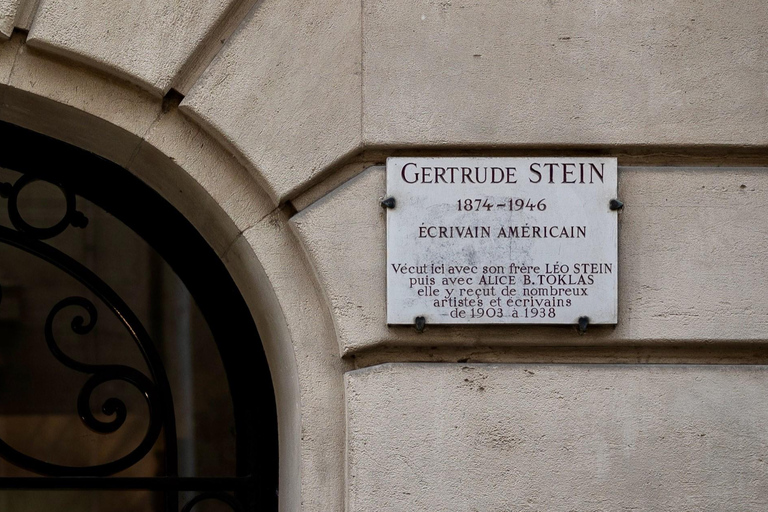 GERTRUDE STEIN
1874-1946
ÉCRIVAIN AMÉRICAIN
Vécut ici avec son frère LÉO STEIN
puis avec ALICE B. TOKLAS
elle y reçut de nombreux
artistes et écrivains
de 1903 à 1938